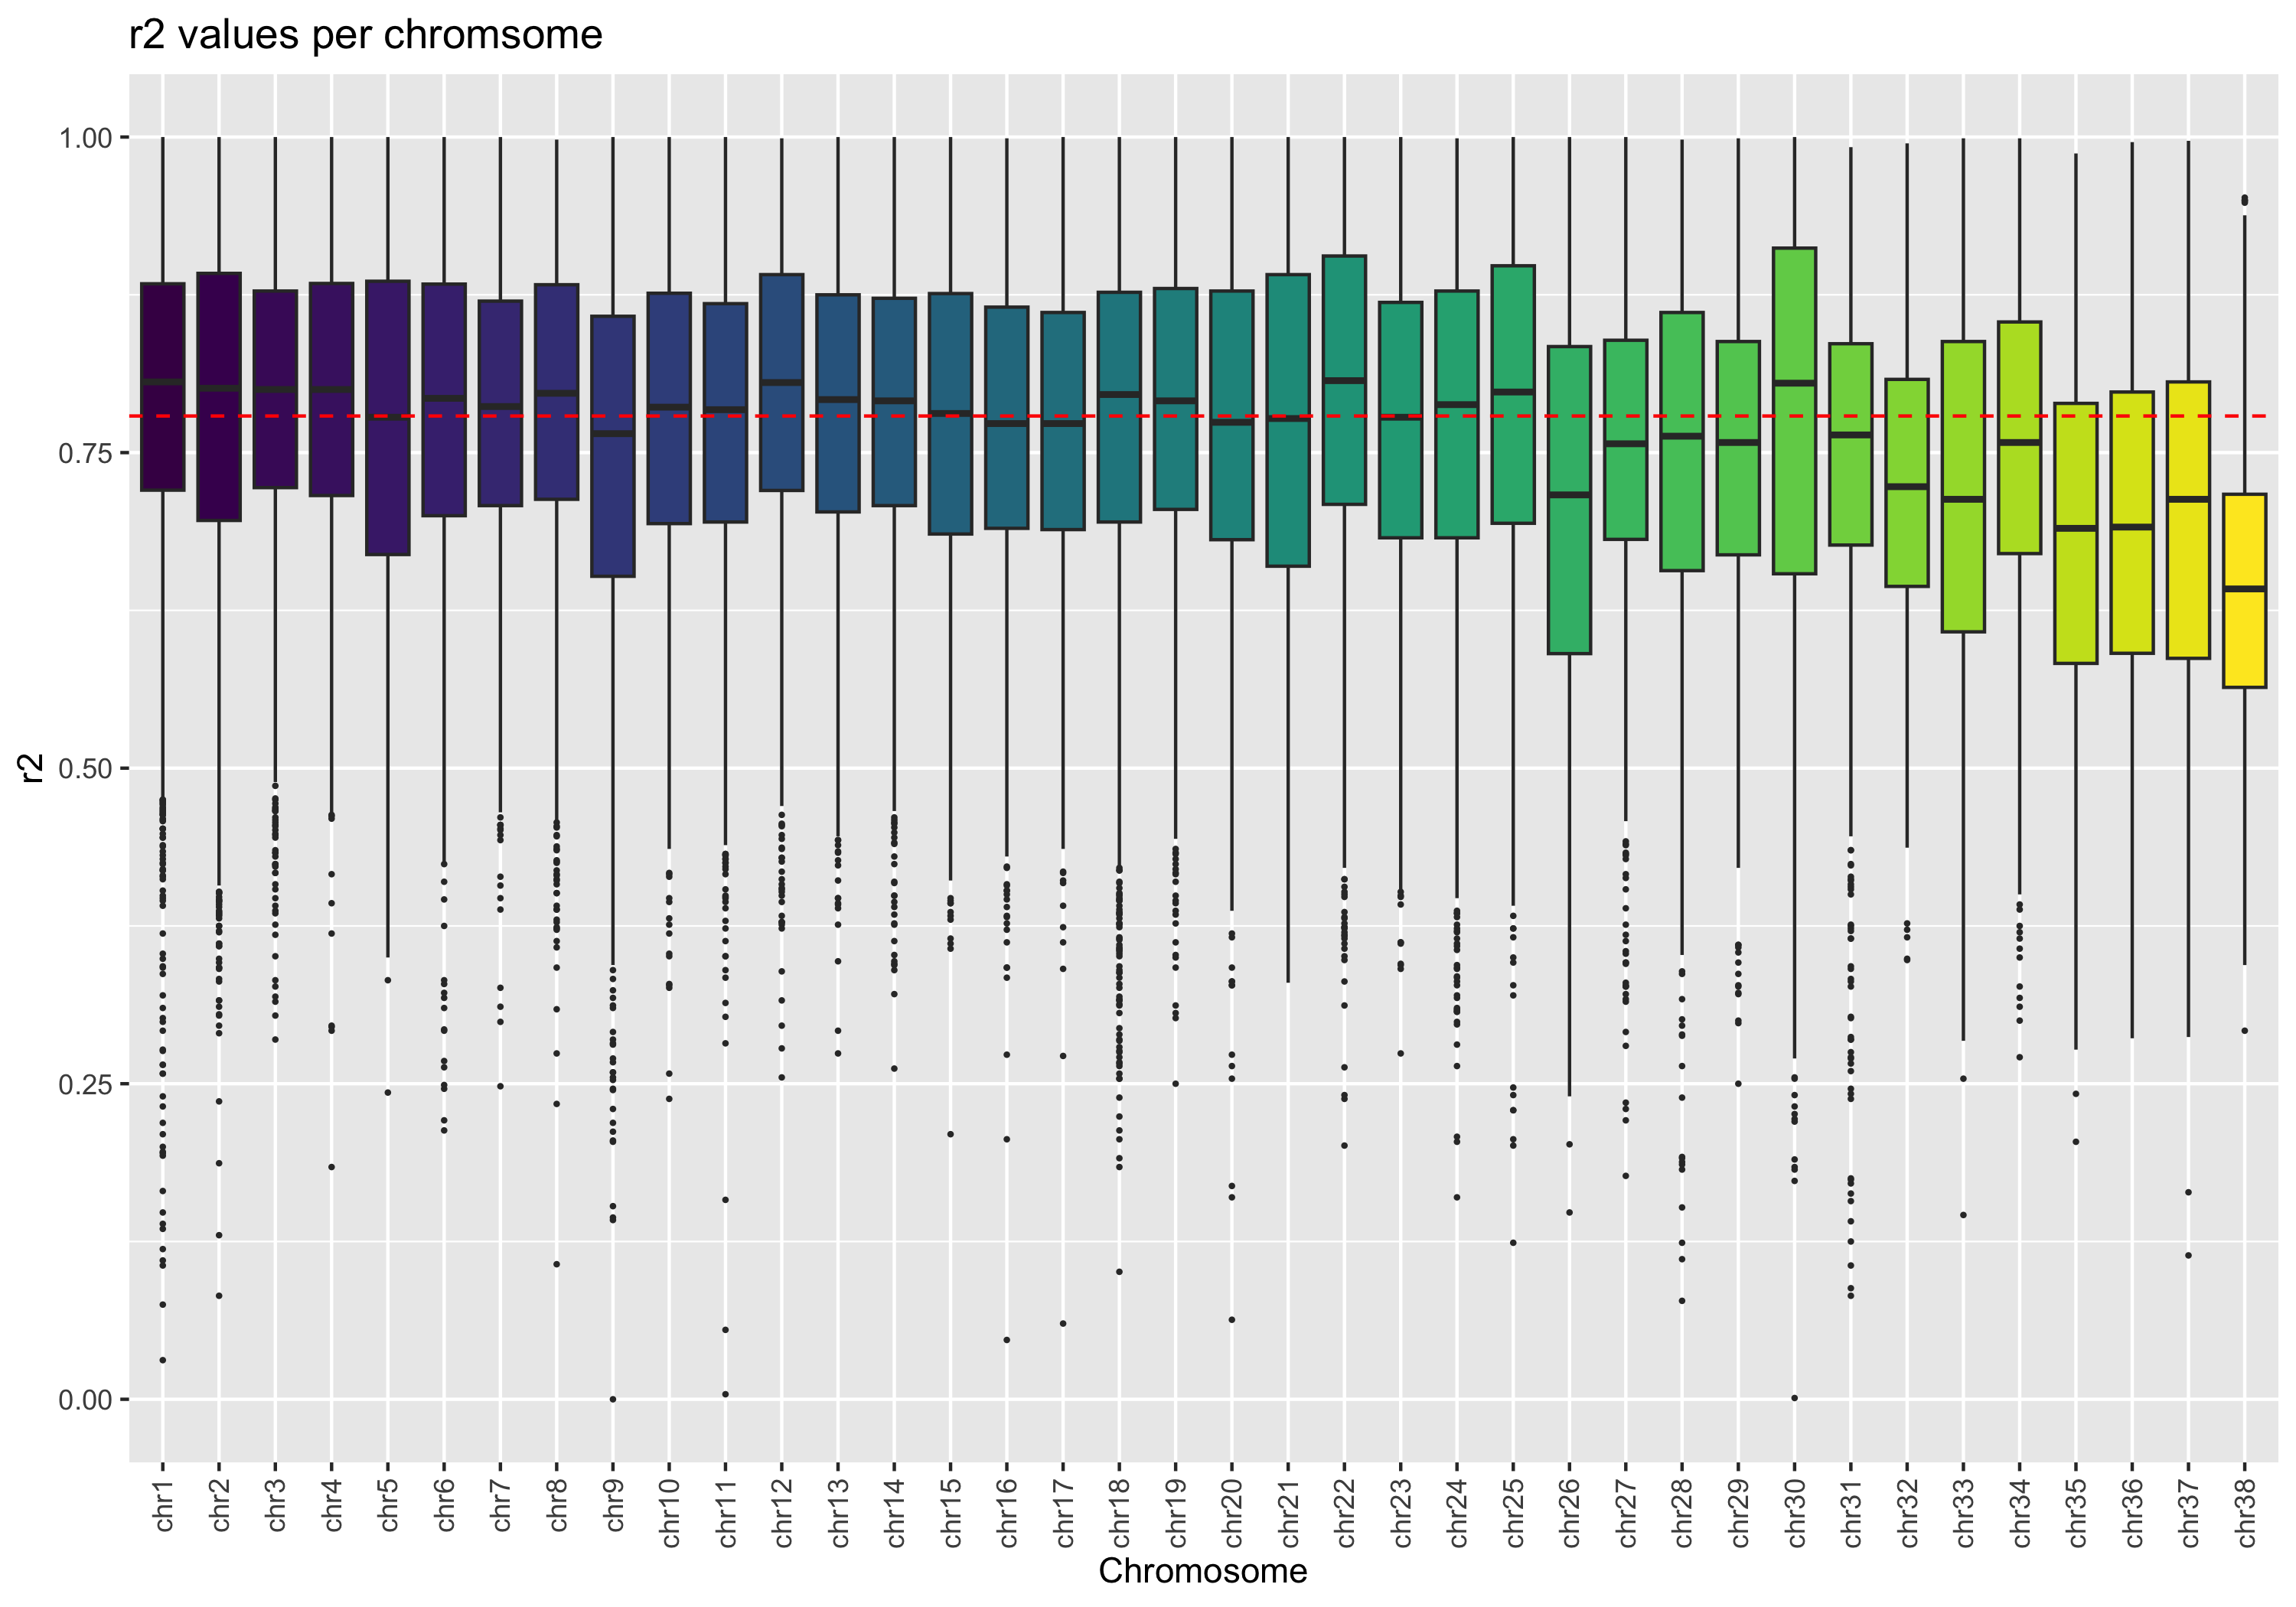 r2 values per chromsome
r2
1.00
0.75
0.50
0.25
0.00
chr1
chr2
chr3
chr4
chr5
chr6
chr7
chr8
chr9
chr10
chr11
chr12
chr13
chr14
chr15
chr16
chr17
chr18
chr19
chr20
chr21
chr22
chr23
chr24
chr25
chr26
chr27
chr28
chr29
chr30
chr31
chr32
chr33
chr34
chr35
chr36
chr37
chr38
Chromosome